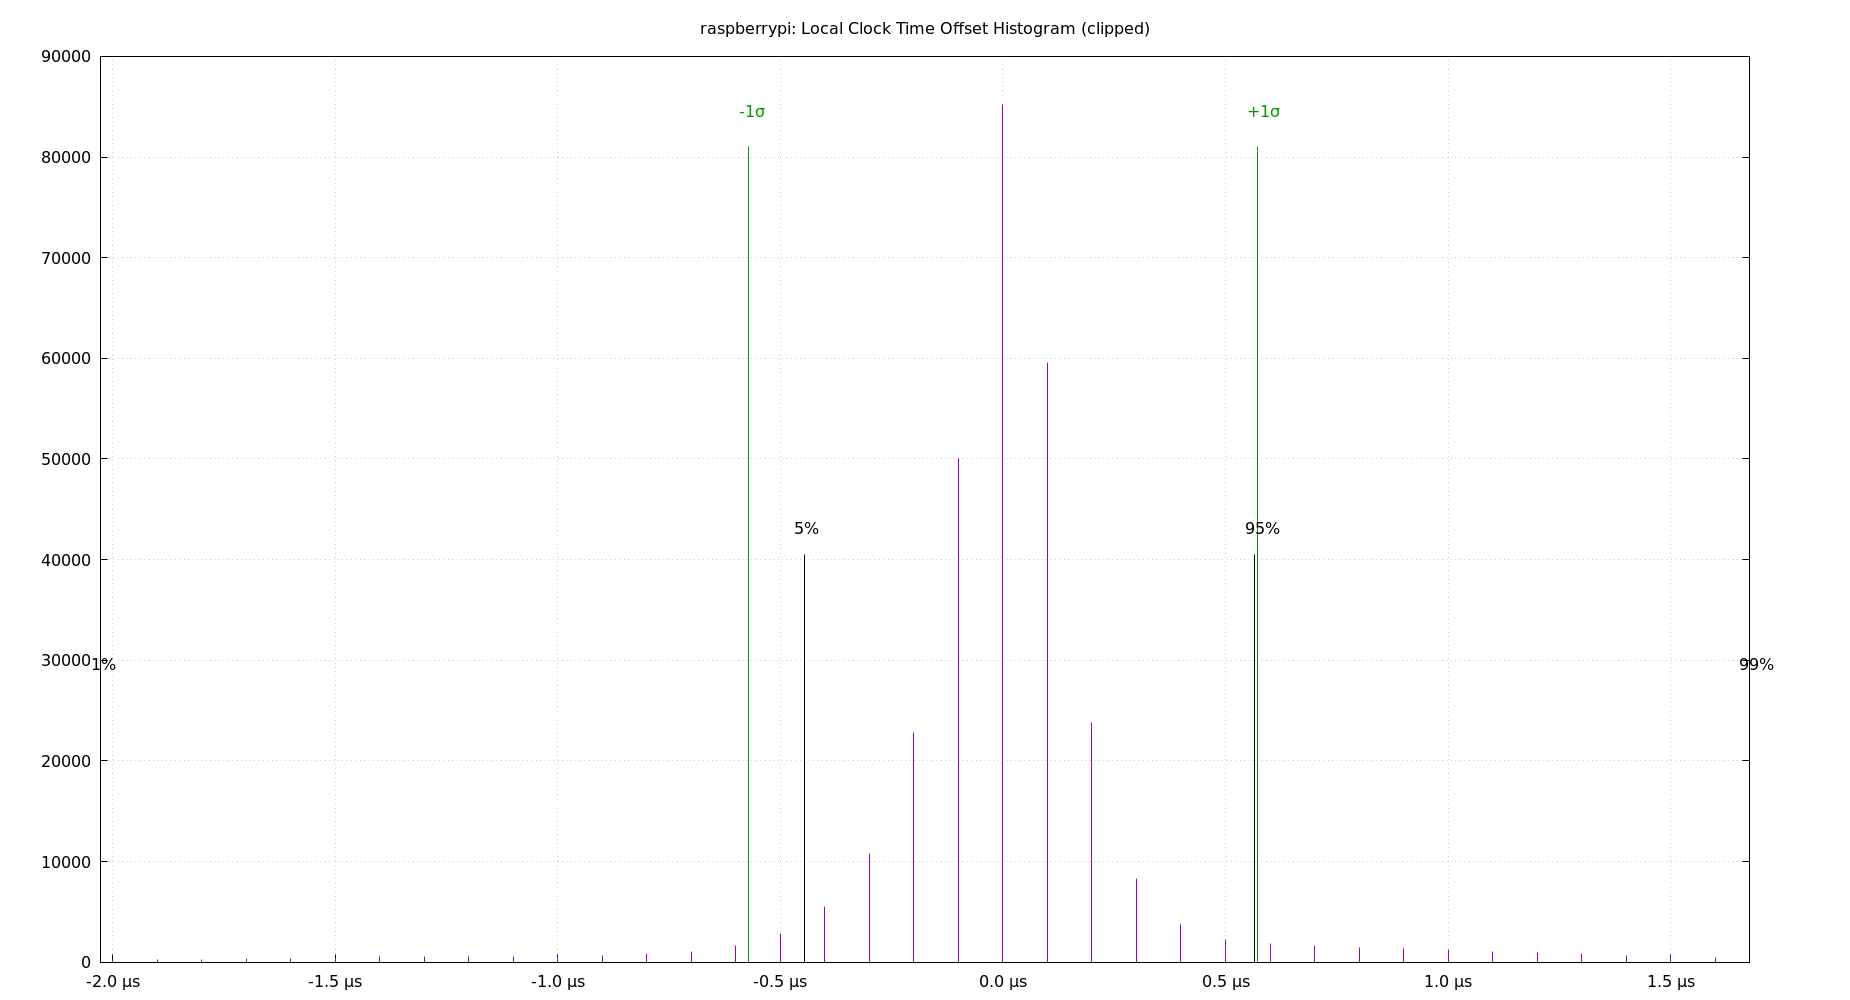 raspberrypi: Local Clock Time Offset Histogram (clipped)
90000
-1σ
+1σ
80000
70000
60000
50000
5%
95%
40000
30000
1%
99%
20000
10000
0
-2.0 µs
-1.5 µs
-1.0 µs
-0.5 µs
0.0 µs
0.5 µs
1.0 µs
1.5 µs